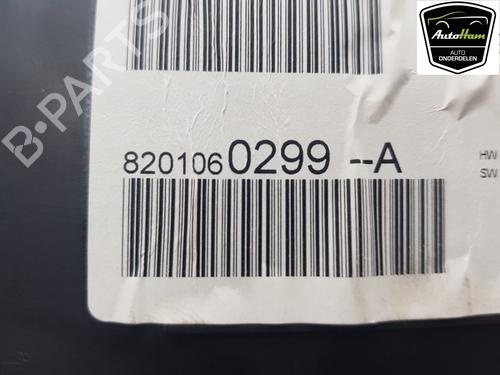 AutoHam
AUTO
ONDERDELEN
B-PARTS
8201060299 --A
HW
SW